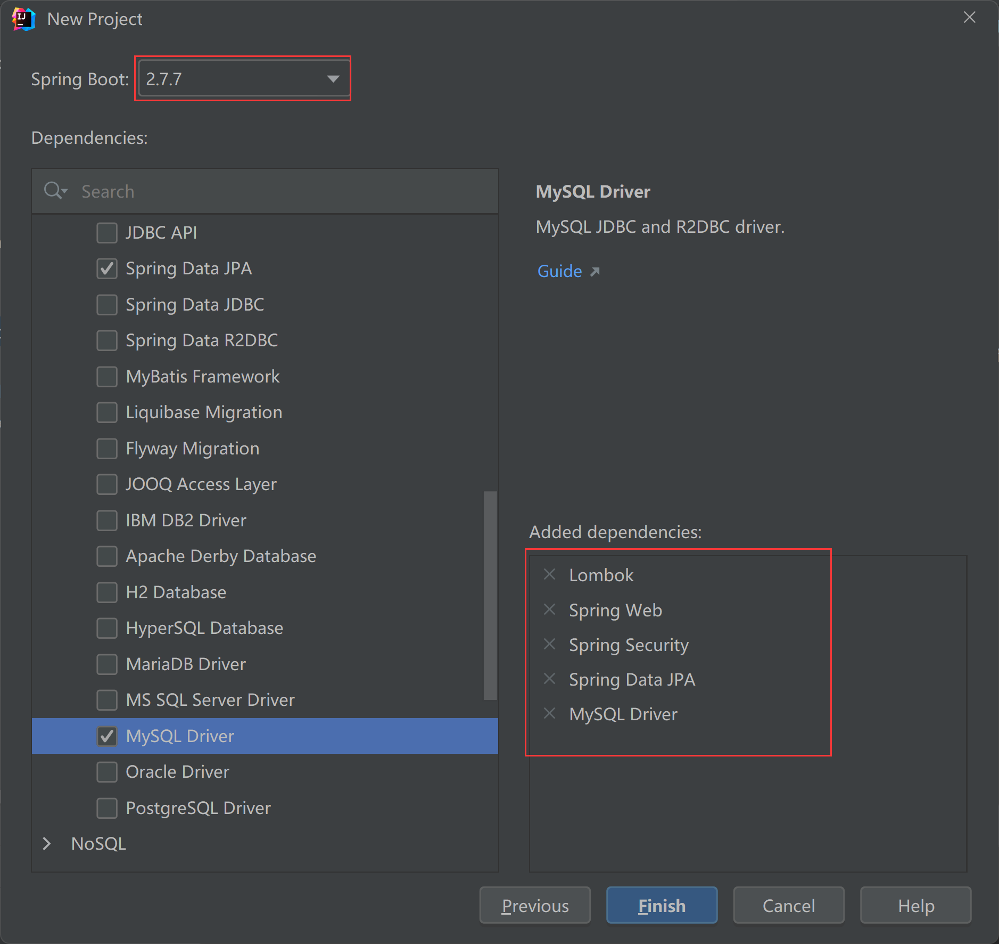 New Project
Spring Boot: 2.7.7
Dependencies:
Search
JDBC API
Spring Data JPA
Spring Data JDBC
Spring Data R2DBC
MyBatis Framework
Liquibase Migration
Flyway Migration
JOOQ Access Layer
IBM DB2 Driver
Apache Derby Database
H2 Database
HyperSQL Database
MariaDB Driver
MS SQL Server Driver
MySQL Driver
Oracle Driver
PostgreSQL Driver
NoSQL
MySQL Driver
MySQL JDBC and R2DBC driver.
Guide
Added dependencies:
Lombok
Spring Web
Spring Security
Spring Data JPA
MySQL Driver
Previous
Finish
Cancel
Help